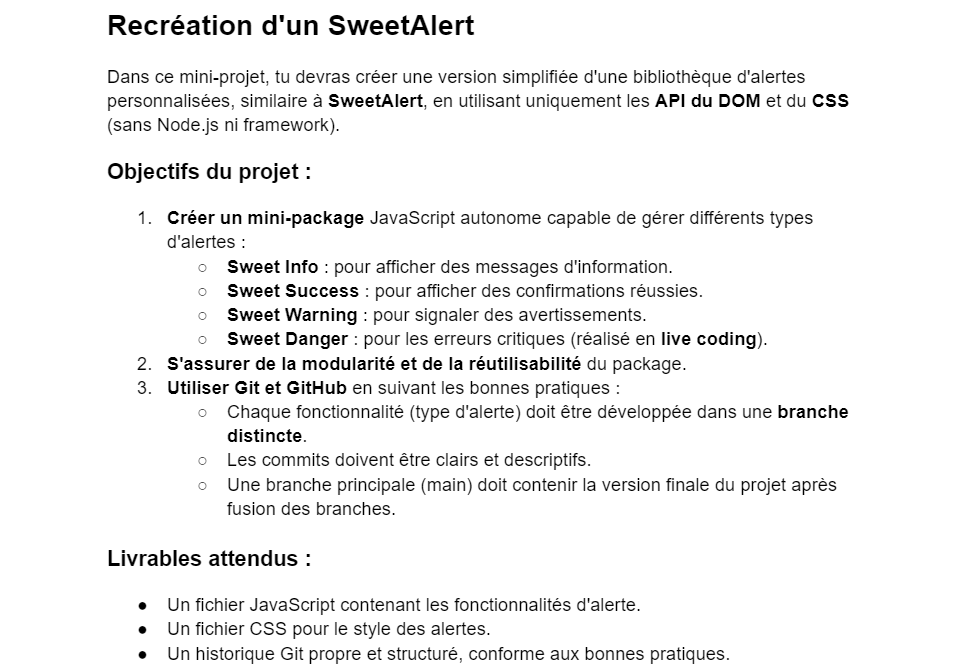 Recréation d'un SweetAlert
Dans ce mini-projet, tu devras créer une version simplifiée d'une bibliothèque d'alertes
personnalisées, similaire à SweetAlert, en utilisant uniquement les API du DOM et du CSS
(sans Node.js ni framework).
Objectifs du projet :
1. Créer un mini-package JavaScript autonome capable de gérer différents types
d'alertes :
○ Sweet Info : pour afficher des messages d'information.
○ Sweet Success : pour afficher des confirmations réussies.
○ Sweet Warning : pour signaler des avertissements.
○ Sweet Danger : pour les erreurs critiques (réalisé en live coding).
2. S'assurer de la modularité et de la réutilisabilité du package.
3. Utiliser Git et GitHub en suivant les bonnes pratiques :
○ Chaque fonctionnalité (type d'alerte) doit être développée dans une branche
distincte.
○ Les commits doivent être clairs et descriptifs.
○ Une branche principale (main) doit contenir la version finale du projet après
fusion des branches.
Livrables attendus :
● Un fichier JavaScript contenant les fonctionnalités d'alerte.
● Un fichier CSS pour le style des alertes.
● Un historique Git propre et structuré, conforme aux bonnes pratiques.